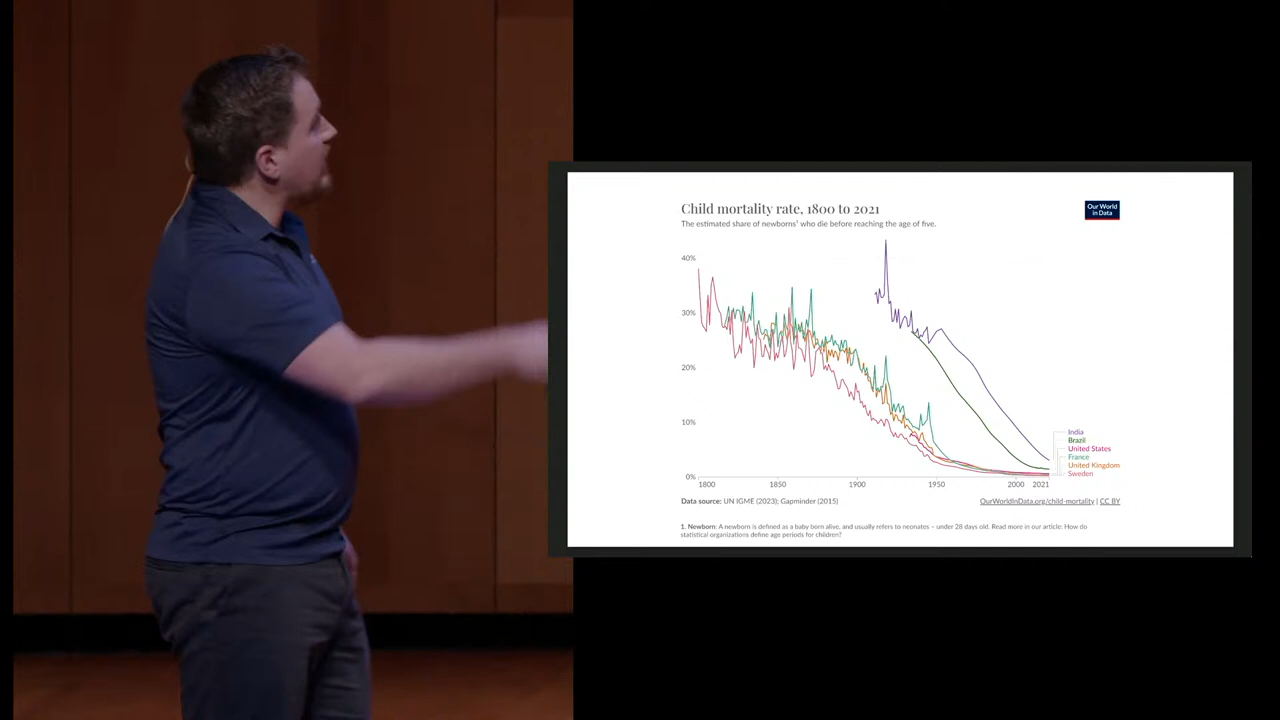 Child mortality rate, 1800 to 2021
Our World
in Data
The estimated share of newborns¹ who die before reaching the age of five.
40%
30%
20%
10%
0%
1800
1850
1900
1950
2000
2021
India
Brazil
United States
France
United Kingdom
Sweden
Data source: UN IGME (2023); Gapminder (2015)
OurWorldInData.org/child-mortality | CC BY
1. Newborn: A newborn is defined as a baby born alive, and usually refers to neonates – under 28 days old. Read more in our article: How do
statistical organizations define age periods for children?